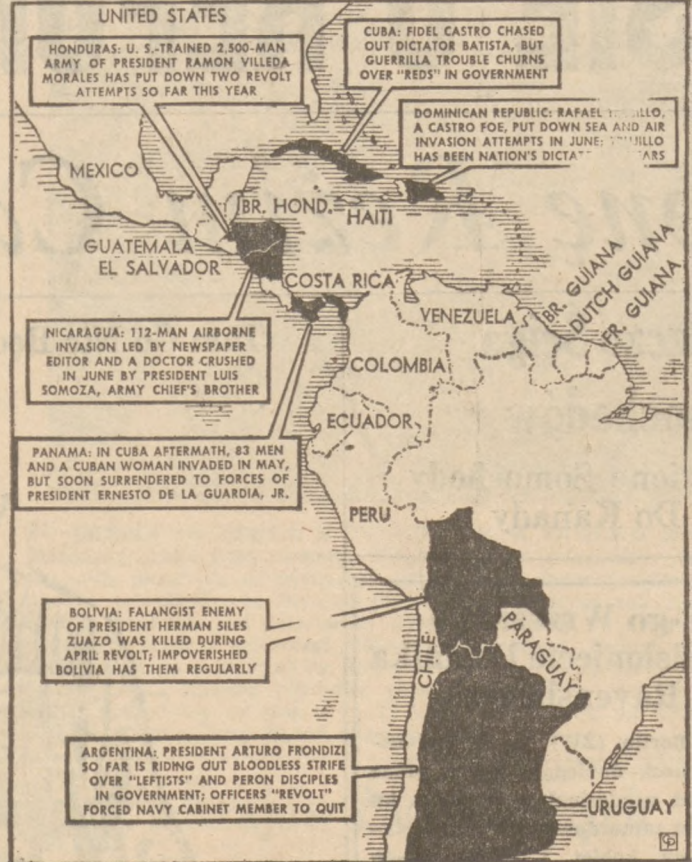 UNITED STATES
HONDURAS: U. S.-TRAINED 2,500-MAN
ARMY OF PRESIDENT RAMON VILLEDA
MORALES HAS PUT DOWN TWO REVOLT
ATTEMPTS SO FAR THIS YEAR
CUBA: FIDEL CASTRO CHASED
OUT DICTATOR BATISTA, BUT
GUERRILLA TROUBLE CHURNS
OVER "REDS" IN GOVERNMENT
DOMINICAN REPUBLIC: RAFAEL
A CASTRO FOE, PUT DOWN SEA AND AIR
INVASION ATTEMPTS IN JUNE;
HAS BEEN NATION'S
MEXICO
BR. HOND.
HAITI
GUATEMALA
EL SALVADOR
COSTA RICA
BR. GUIANA
DUTCH GUIANA
FR. GUIANA
VENEZUELA
NICARAGUA: 112-MAN AIRBORNE
INVASION LED BY NEWSPAPER
EDITOR AND A DOCTOR CRUSHED
IN JUNE BY PRESIDENT LUIS
SOMOZA, ARMY CHIEF'S BROTHER
COLOMBIA
ECUADOR
PANAMA: IN CUBA AFTERMATH, 83 MEN
AND A CUBAN WOMAN INVADED IN MAY,
BUT SOON SURRENDERED TO FORCES OF
PRESIDENT ERNESTO DE LA GUARDIA, JR.
PERU
BOLIVIA: FALANGIST ENEMY
OF PRESIDENT HERMAN SILES
ZUAZO WAS KILLED DURING
APRIL REVOLT; IMPOVERISHED
BOLIVIA HAS THEM REGULARLY
CHILE
PARAGUAY
ARGENTINA: PRESIDENT ARTURO FRONDIZI
SO FAR IS RIDING OUT BLOODLESS STRIFE
OVER "LEFTISTS" AND PERON DISCIPLES
IN GOVERNMENT; OFFICERS "REVOLT"
FORCED NAVY CABINET MEMBER TO QUIT
URUGUAY